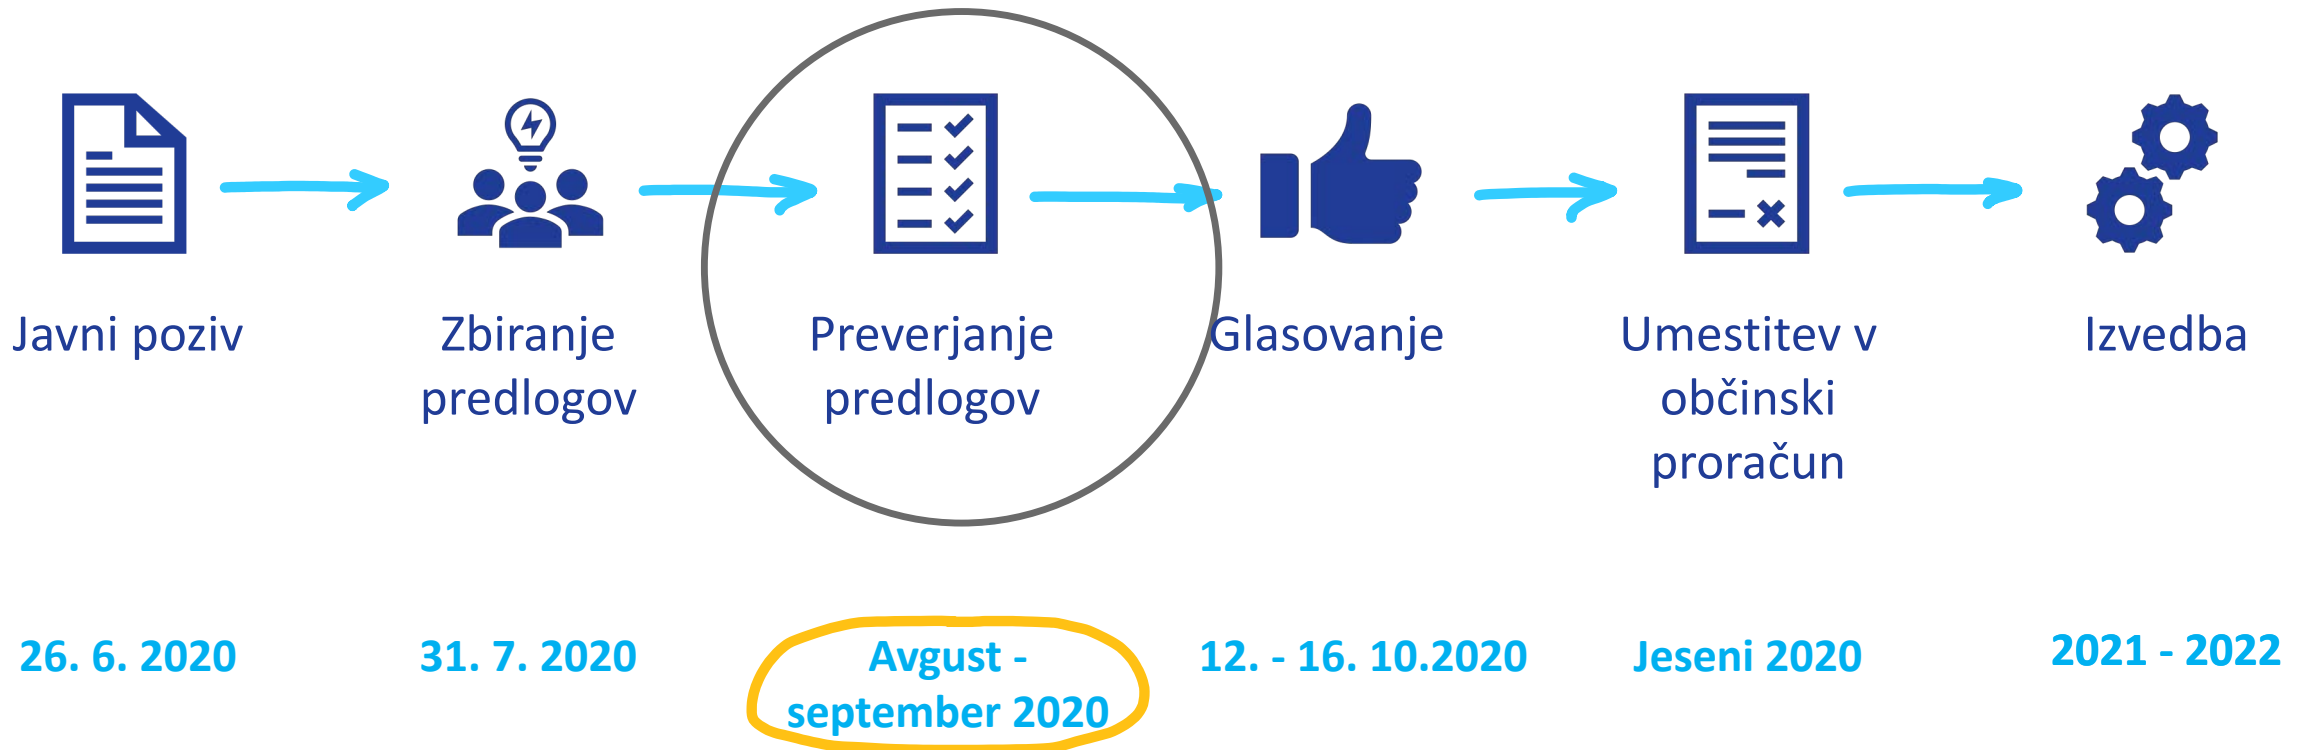 Javni poziv
Zbiranje
predlogov
Preverjanje
predlogov
Glasovanje
Umestitev v
občinski
proračun
Izvedba
26. 6. 2020
31. 7. 2020
Avgust -
september 2020
12. - 16. 10.2020
Jeseni 2020
2021 - 2022